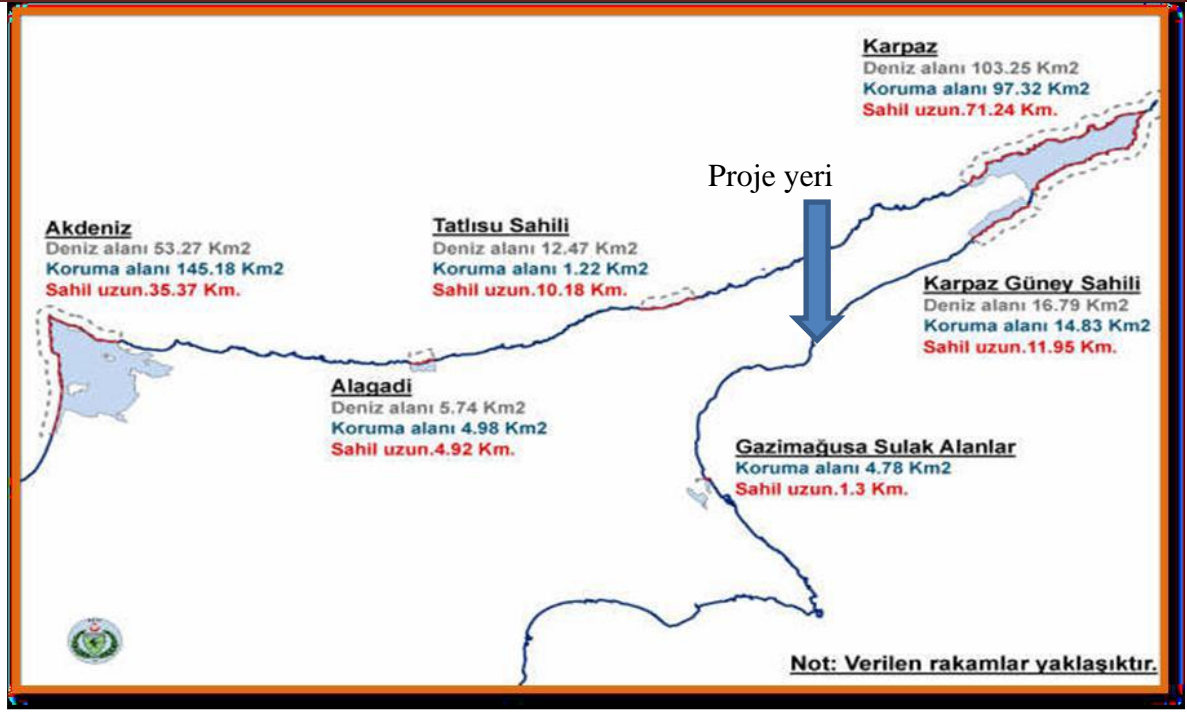 Karpaz
Deniz alanı 103.25 Km2
Koruma alanı 97.32 Km2
Sahil uzun.71.24 Km.
Proje yeri
Akdeniz
Deniz alanı 53.27 Km2
Koruma alanı 145.18 Km2
Sahil uzun.35.37 Km.
Tatlısu Sahili
Deniz alanı 12.47 Km2
Koruma alanı 1.22 Km2
Sahil uzun.10.18 Km.
Karpaz Güney Sahili
Deniz alanı 16.79 Km2
Koruma alanı 14.83 Km2
Sahil uzun.11.95 Km.
Alagadi
Deniz alanı 5.74 Km2
Koruma alanı 4.98 Km2
Sahil uzun.4.92 Km.
Gazimağusa Sulak Alanlar
Koruma alanı 4.78 Km2
Sahil uzun.1.3 Km.
Not: Verilen rakamlar yaklaşıktır.